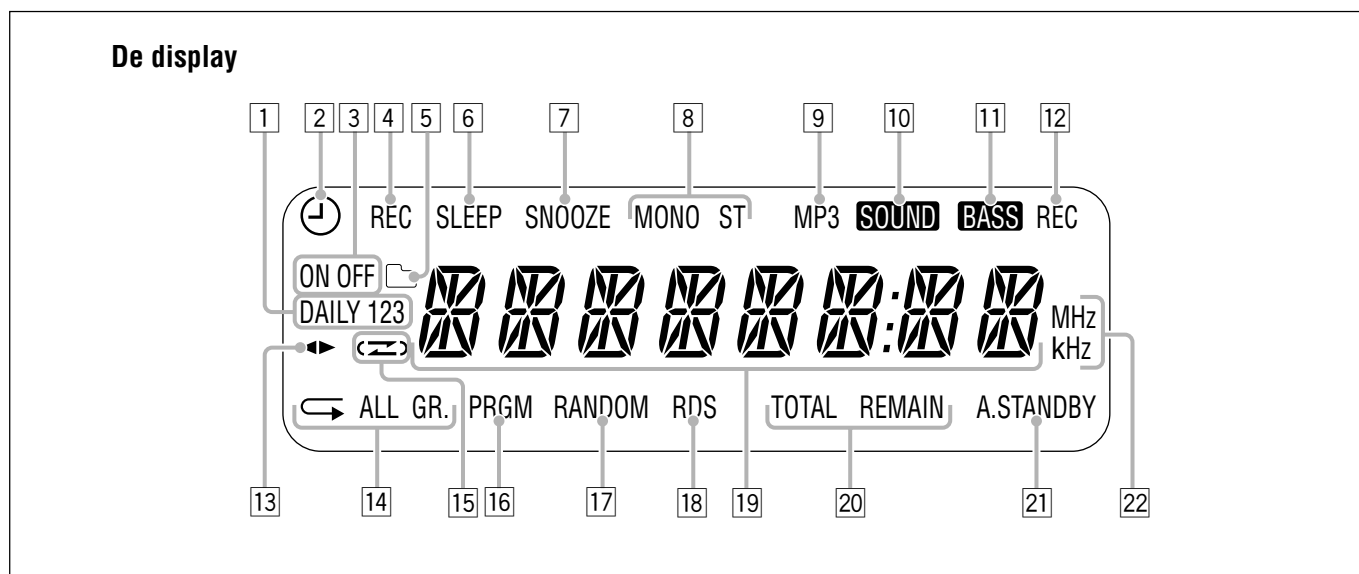 De display
1 2 3 4 5 6 7 8 9 10 11 12
REC SLEEP SNOOZE MONO ST MP3 SOUND BASS REC
ON OFF
DAILY 123
MHz
kHz
ALL GR. PRGM RANDOM RDS TOTAL REMAIN A.STANDBY
13 14 15 16 17 18 19 20 21 22